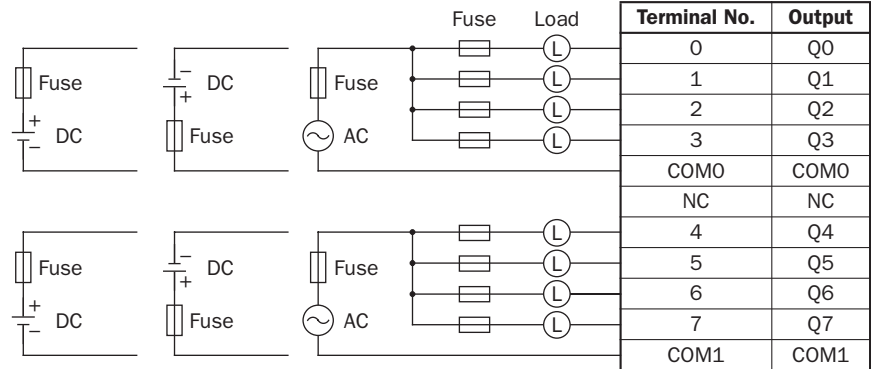 Fuse Load Terminal No. Output
0 Q0
Fuse DC Fuse L 1 Q1
L 2 Q2
DC Fuse AC L 3 Q3
L COM0 COM0
NC NC
L 4 Q4
Fuse DC Fuse L 5 Q5
L 6 Q6
DC Fuse AC L 7 Q7
COM1 COM1